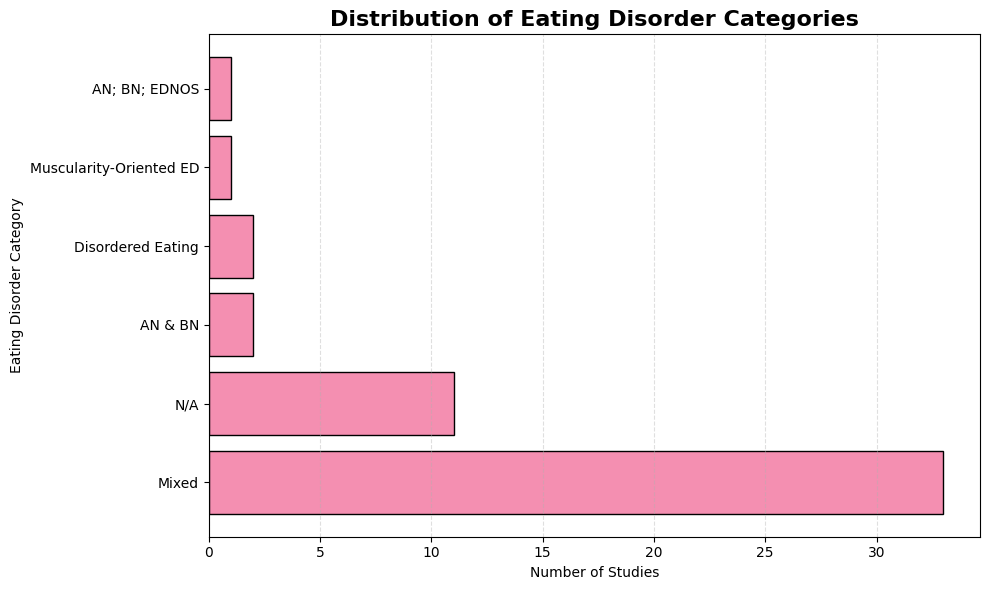 Distribution of Eating Disorder Categories
Eating Disorder Category
AN; BN; EDNOS
Muscularity-Oriented ED
Disordered Eating
AN & BN
N/A
Mixed
0 5 10 15 20 25 30
Number of Studies